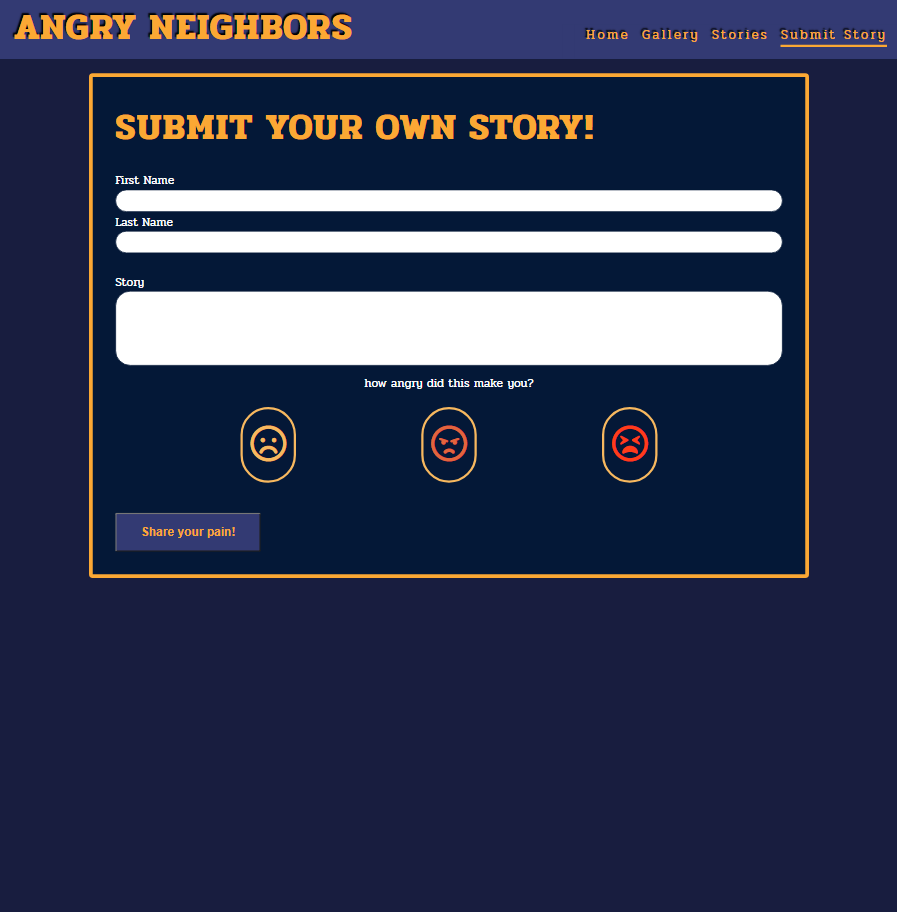 ANGRY NEIGHBORS
Home Gallery Stories Submit Story
SUBMIT YOUR OWN STORY!
First Name
Last Name
Story
how angry did this make you?
Share your pain!